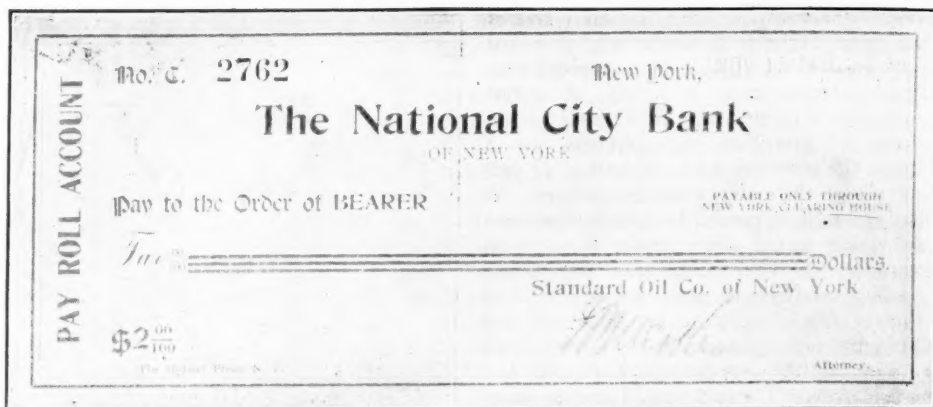 PAY ROLL ACCOUNT
No. C. 2762 New York,
The National City Bank
OF NEW YORK
Pay to the Order of BEARER
PAYABLE ONLY THROUGH
NEW YORK CLEARING HOUSE
Two Dollars
Standard Oil Co. of New York
$2 00/100
Attorney.